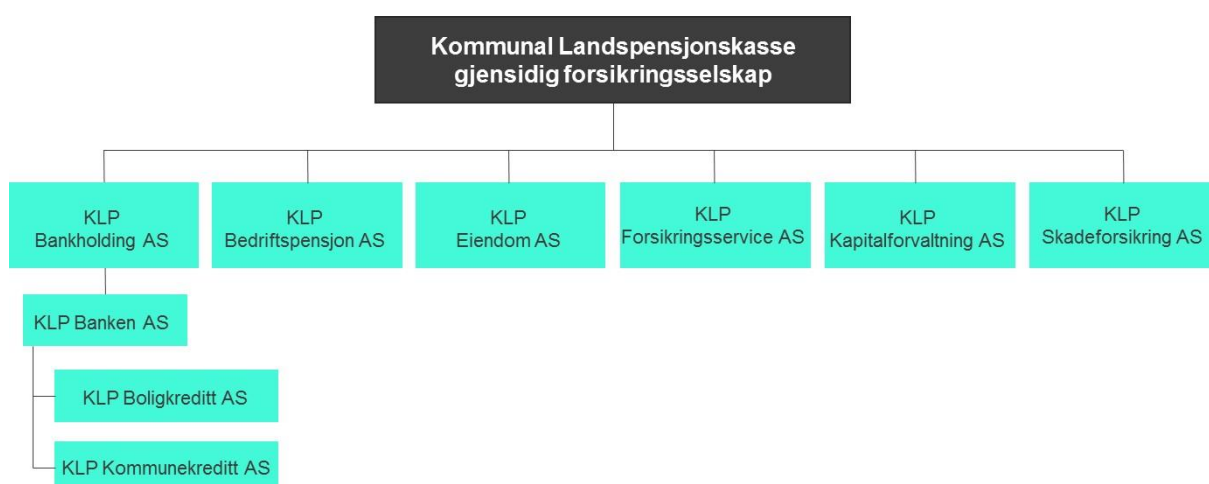 Kommunal Landspensjonskasse
gjensidig forsikringsselskap
KLP
Bankholding AS
KLP
Bedriftspensjon AS
KLP
Eiendom AS
KLP
Forsikringsservice AS
KLP
Kapitalforvaltning AS
KLP
Skadeforsikring AS
KLP Banken AS
KLP Boligkreditt AS
KLP Kommunekreditt AS